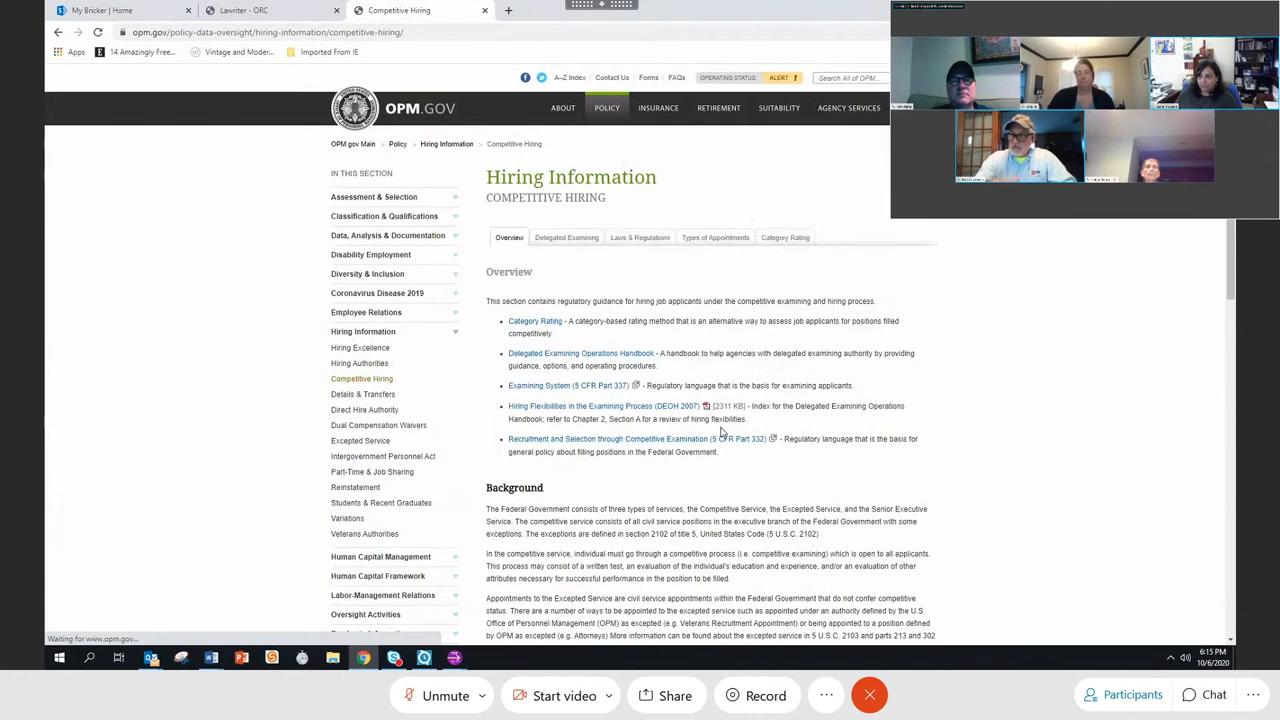 My Bricker | Home
Lawriter - ORC
Competitive Hiring
opm.gov/policy-data-oversight/hiring-information/competitive-hiring/
Apps
14 Amazingly Free...
Vintage and Moder...
Imported From IE
A–Z Index
Contact Us
Forms
FAQs
OPERATING STATUS:
ALERT !
Search All of OPM...
OPM.GOV
ABOUT
POLICY
INSURANCE
RETIREMENT
SUITABILITY
AGENCY SERVICES
OPM.gov Main > Policy > Hiring Information > Competitive Hiring
IN THIS SECTION
Assessment & Selection
Classification & Qualifications
Data, Analysis & Documentation
Disability Employment
Diversity & Inclusion
Coronavirus Disease 2019
Employee Relations
Hiring Information
Hiring Excellence
Hiring Authorities
Competitive Hiring
Details & Transfers
Direct Hire Authority
Dual Compensation Waivers
Excepted Service
Intergovernment Personnel Act
Part-Time & Job Sharing
Reinstatement
Students & Recent Graduates
Variations
Veterans Authorities
Human Capital Management
Human Capital Framework
Labor-Management Relations
Oversight Activities
Hiring Information
COMPETITIVE HIRING
Overview
Delegated Examining
Laws & Regulations
Types of Appointments
Category Rating
Overview
This section contains regulatory guidance for hiring job applicants under the competitive examining and hiring process.
Category Rating - A category-based rating method that is an alternative way to assess job applicants for positions filled
competitively.
Delegated Examining Operations Handbook - A handbook to help agencies with delegated examining authority by providing
guidance, options, and operating procedures.
Examining System (5 CFR Part 337) - Regulatory language that is the basis for examining applicants.
Hiring Flexibilities in the Examining Process (DEOH 2007) [2311 KB] - Index for the Delegated Examining Operations
Handbook; refer to Chapter 2, Section A for a review of hiring flexibilities.
Recruitment and Selection through Competitive Examination (5 CFR Part 332) - Regulatory language that is the basis for
general policy about filling positions in the Federal Government.
Background
The Federal Government consists of three types of services, the Competitive Service, the Excepted Service, and the Senior Executive
Service. The competitive service consists of all civil service positions in the executive branch of the Federal Government with some
exceptions. The exceptions are defined in section 2102 of title 5, United States Code (5 U.S.C. 2102)
In the competitive service, individual must go through a competitive process (i.e. competitive examining) which is open to all applicants.
This process may consist of a written test, an evaluation of the individual's education and experience, and/or an evaluation of other
attributes necessary for successful performance in the position to be filled.
Appointments to the Excepted Service are civil service appointments within the Federal Government that do not confer competitive
status. There are a number of ways to be appointed to the excepted service such as appointed under an authority defined by the U.S.
Office of Personnel Management (OPM) as excepted (e.g. Veterans Recruitment Appointment) or being appointed to a position defined
by OPM as excepted (e.g. Attorneys) More information can be found about the excepted service in 5 U.S.C. 2103 and parts 213 and 302
Waiting for www.opm.gov...
6:15 PM
10/6/2020
Unmute
Start video
Share
Record
Participants
Chat